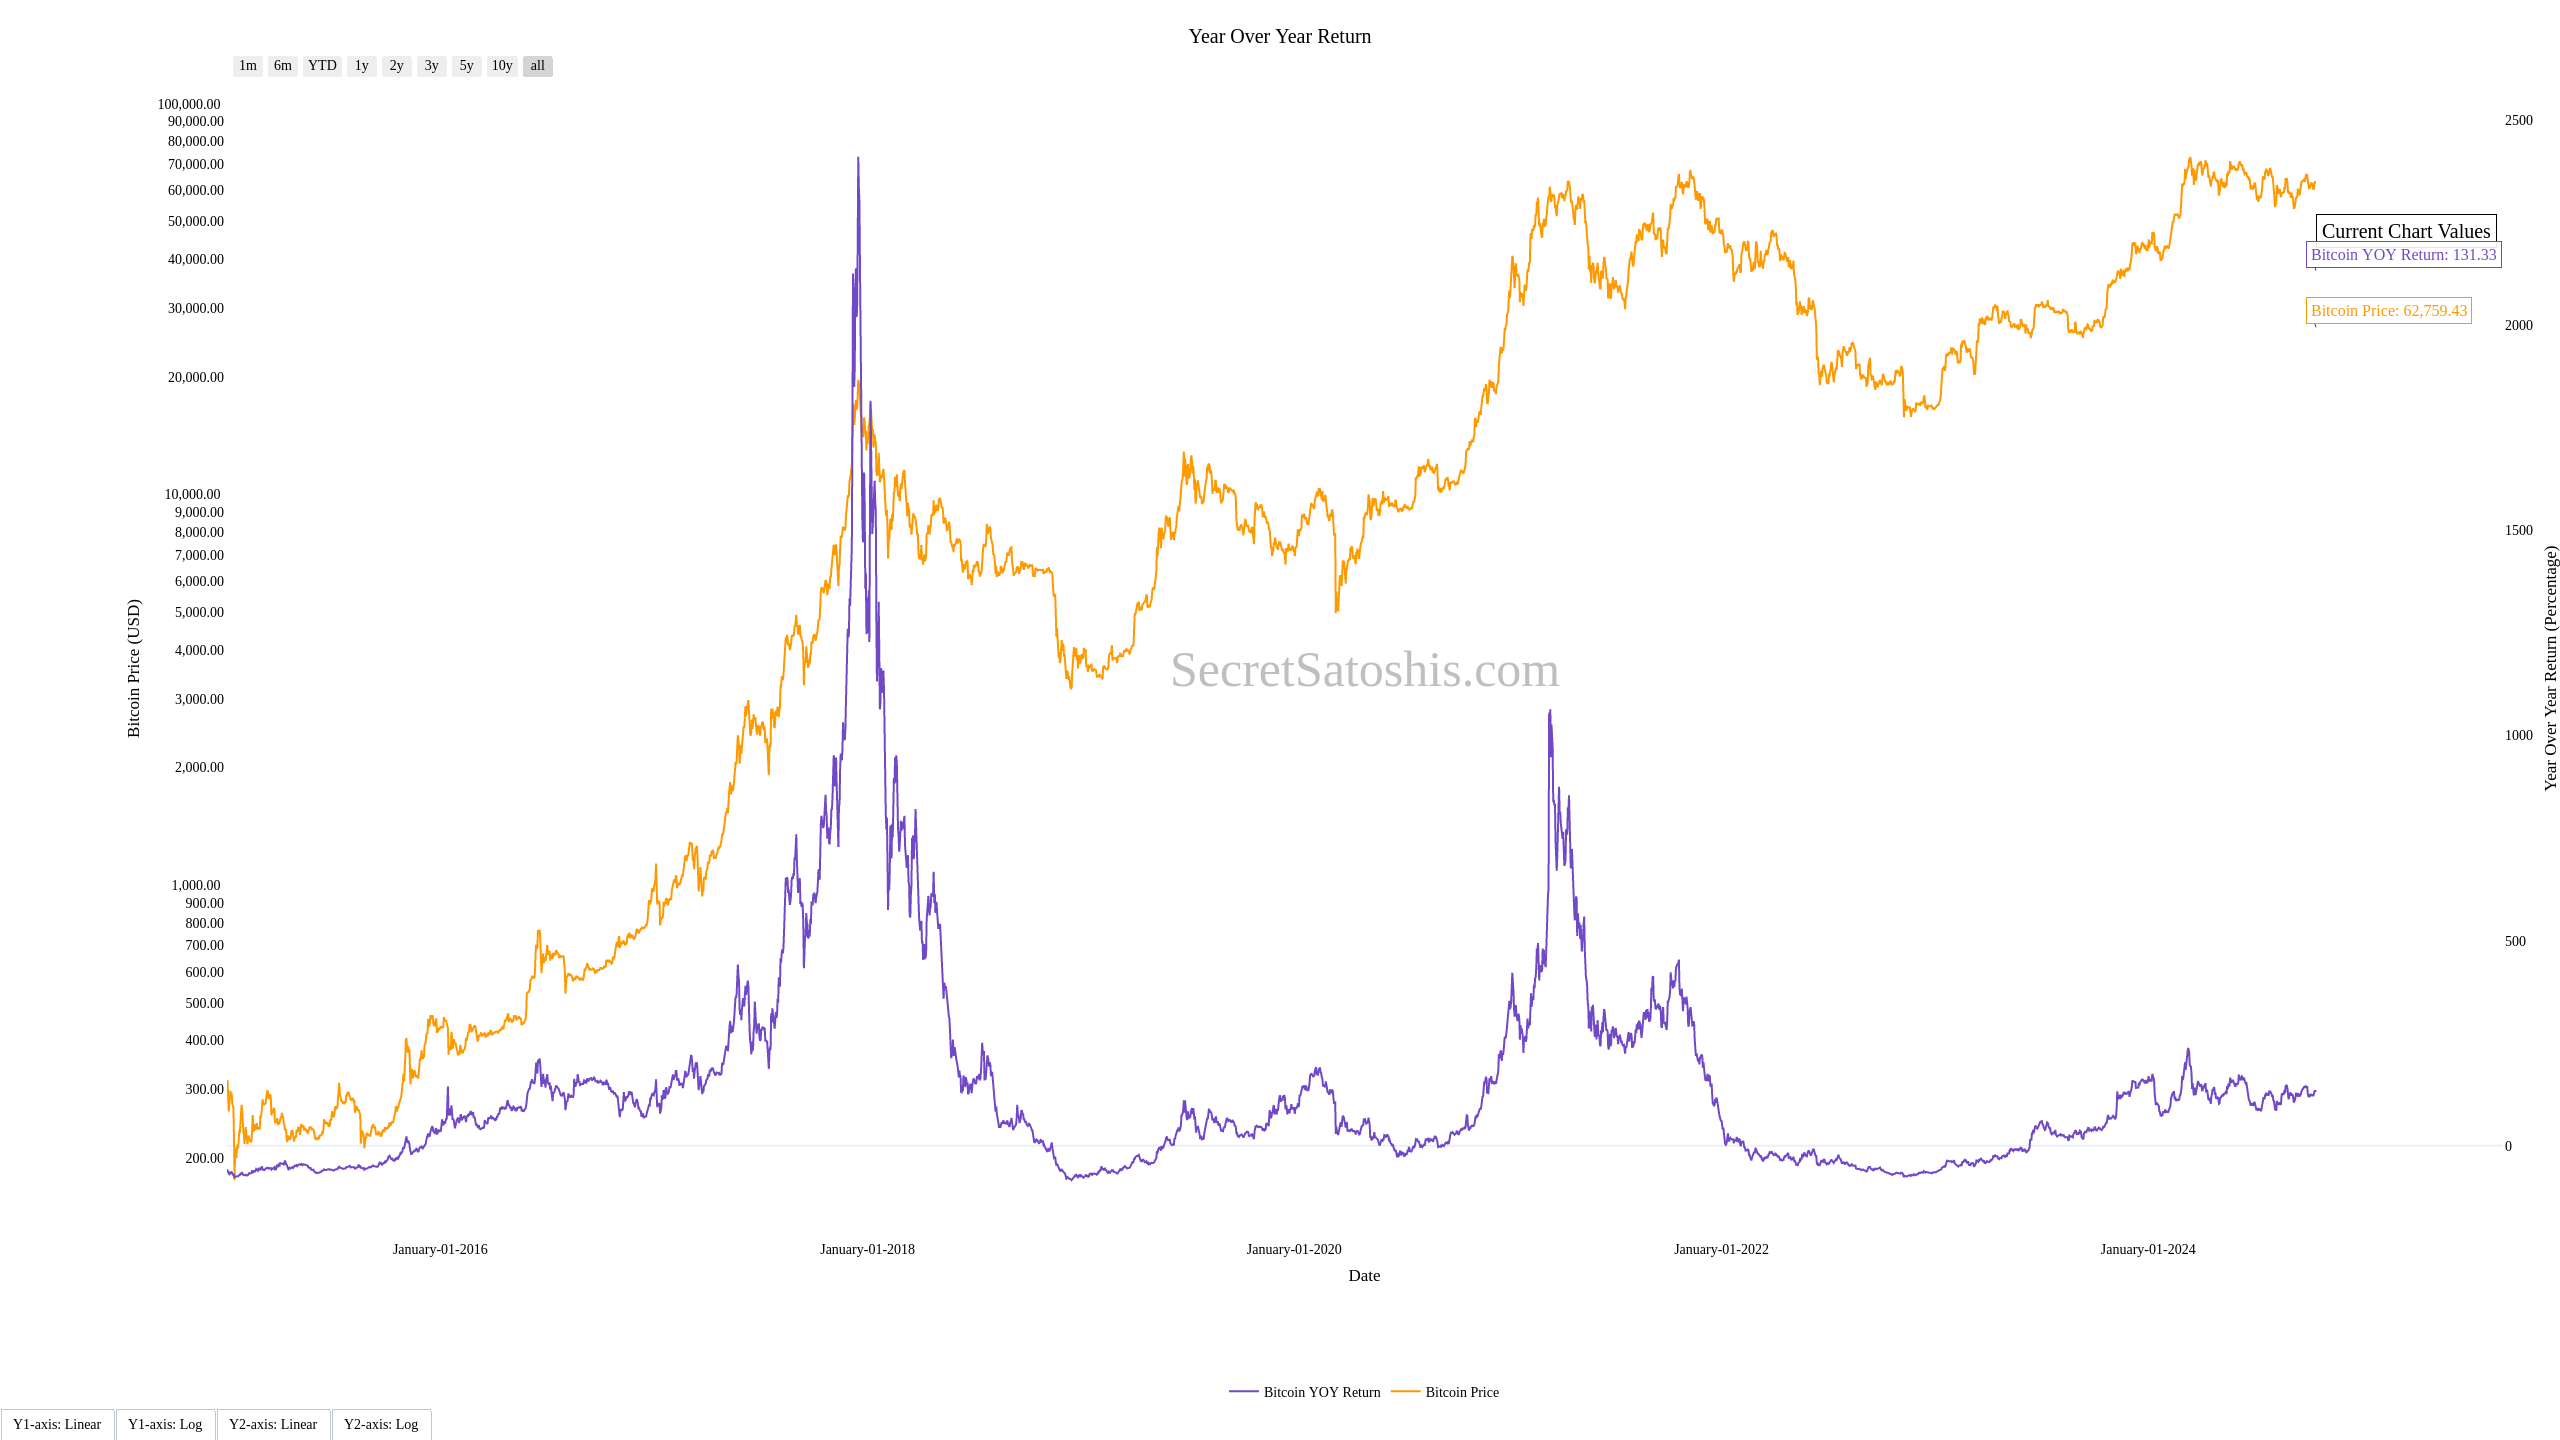 Year Over Year Return
1m 6m YTD 1y 2y 3y 5y 10y all
100,000.00
90,000.00
80,000.00
70,000.00
60,000.00
50,000.00
40,000.00
30,000.00
20,000.00
10,000.00
9,000.00
8,000.00
7,000.00
6,000.00
5,000.00
4,000.00
3,000.00
2,000.00
1,000.00
900.00
800.00
700.00
600.00
500.00
400.00
300.00
200.00
Bitcoin Price (USD)
2500
2000
1500
1000
500
0
Year Over Year Return (Percentage)
Current Chart Values
Bitcoin YOY Return: 131.33
Bitcoin Price: 62,759.43
SecretSatoshis.com
January-01-2016 January-01-2018 January-01-2020 January-01-2022 January-01-2024
Date
Bitcoin YOY Return Bitcoin Price
Y1-axis: Linear Y1-axis: Log Y2-axis: Linear Y2-axis: Log